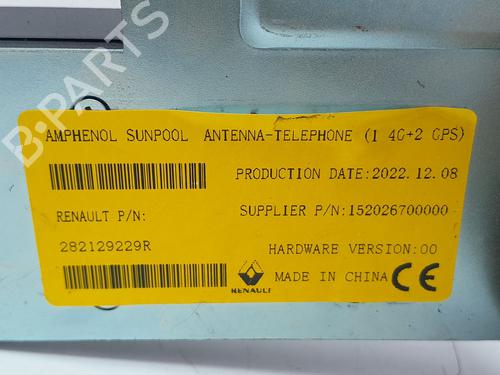 AMPHENOL SUNPOOL ANTENNA-TELEPHONE (1 4G+2 GPS)
PRODUCTION DATE:2022.12.08
RENAULT P/N:
SUPPLIER P/N:152026700000
282129229R
HARDWARE VERSION:00
RENAULT
MADE IN CHINA CE
B-PARTS